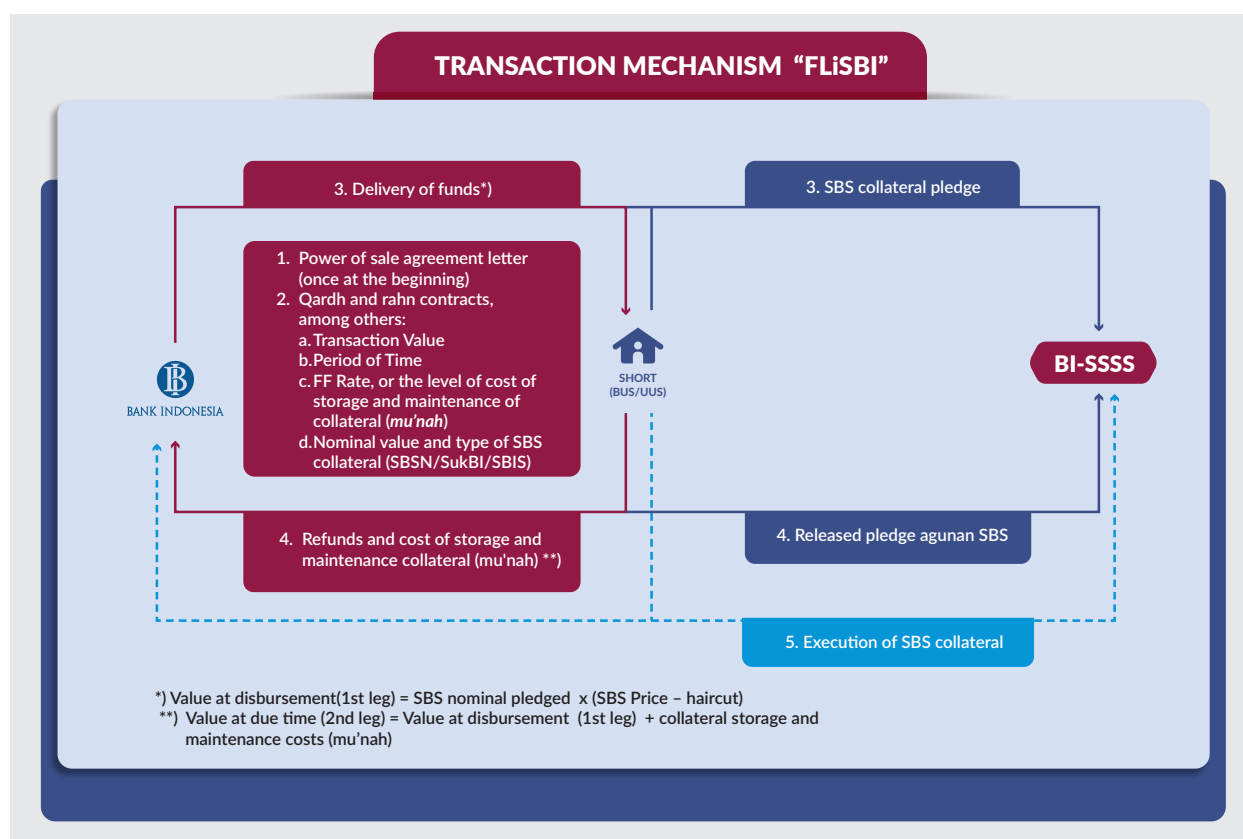 TRANSACTION MECHANISM “FLiSBI”
3. Delivery of funds*)
3. SBS collateral pledge
1. Power of sale agreement letter
(once at the beginning)
2. Qardh and rahn contracts,
among others:
a. Transaction Value
b. Period of Time
c. FF Rate, or the level of cost of
storage and maintenance of
collateral (mu’nah)
d. Nominal value and type of SBS
collateral (SBSN/SukBI/SBIS)
BANK INDONESIA
SHORT
(BUS/UUS)
BI-SSSS
4. Refunds and cost of storage and
maintenance collateral (mu'nah) **)
4. Released pledge agunan SBS
5. Execution of SBS collateral
*) Value at disbursement(1st leg) = SBS nominal pledged x (SBS Price – haircut)
**) Value at due time (2nd leg) = Value at disbursement (1st leg) + collateral storage and
maintenance costs (mu’nah)